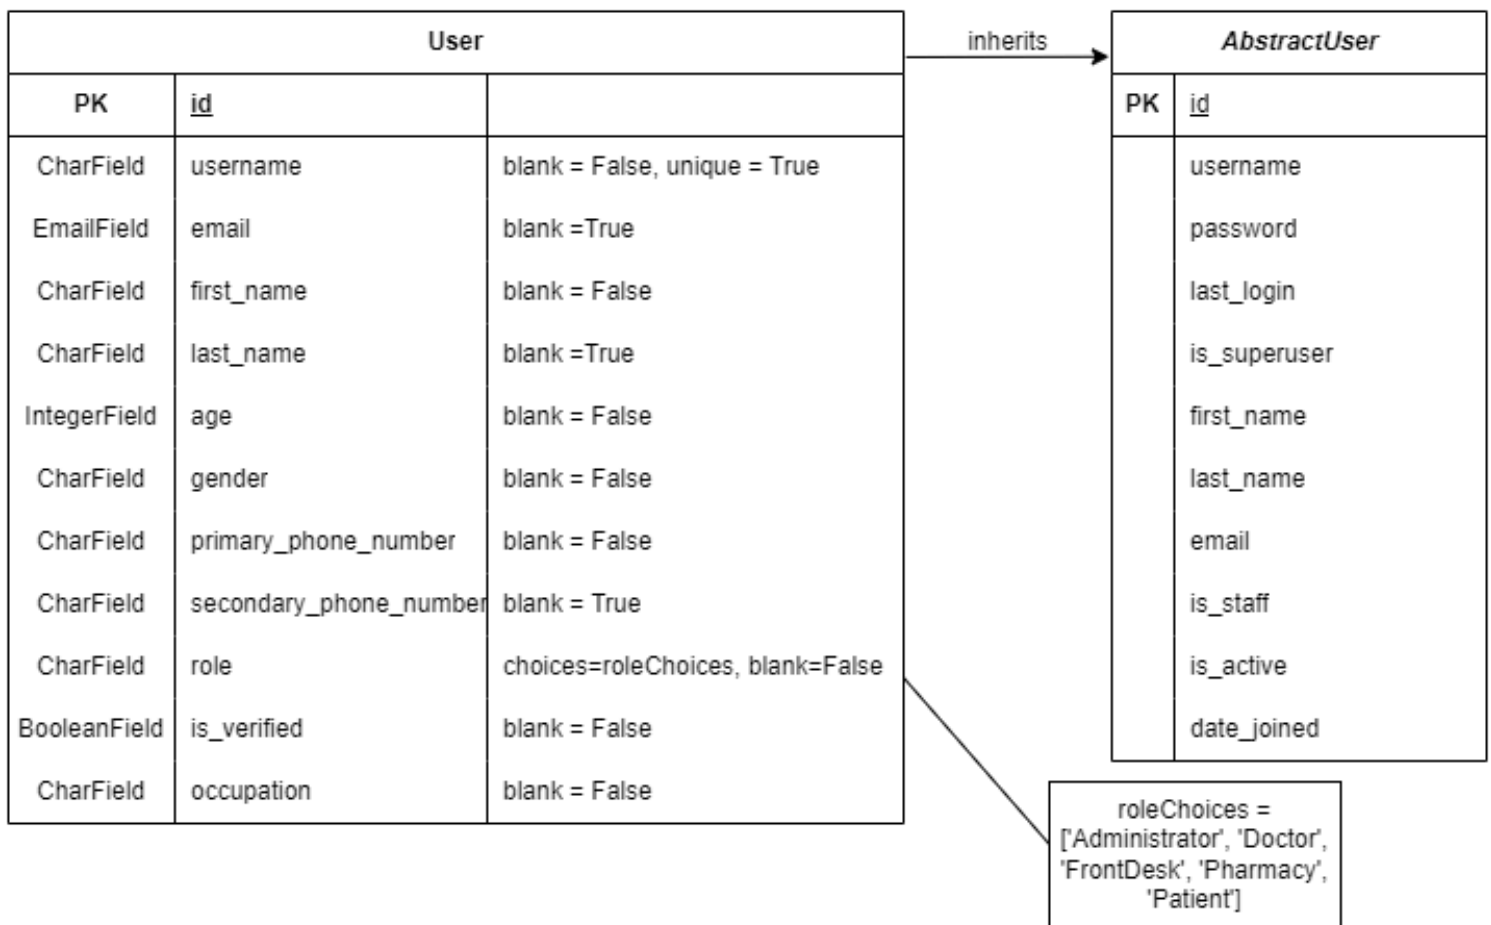 User
inherits
AbstractUser
PK id
PK id
CharField username blank = False, unique = True
username
EmailField email blank =True
password
CharField first_name blank = False
last_login
CharField last_name blank =True
is_superuser
IntegerField age blank = False
first_name
CharField gender blank = False
last_name
CharField primary_phone_number blank = False
email
CharField secondary_phone_number blank = True
is_staff
CharField role choices=roleChoices, blank=False
is_active
BooleanField is_verified blank = False
date_joined
CharField occupation blank = False
roleChoices =
['Administrator', 'Doctor',
'FrontDesk', 'Pharmacy',
'Patient']